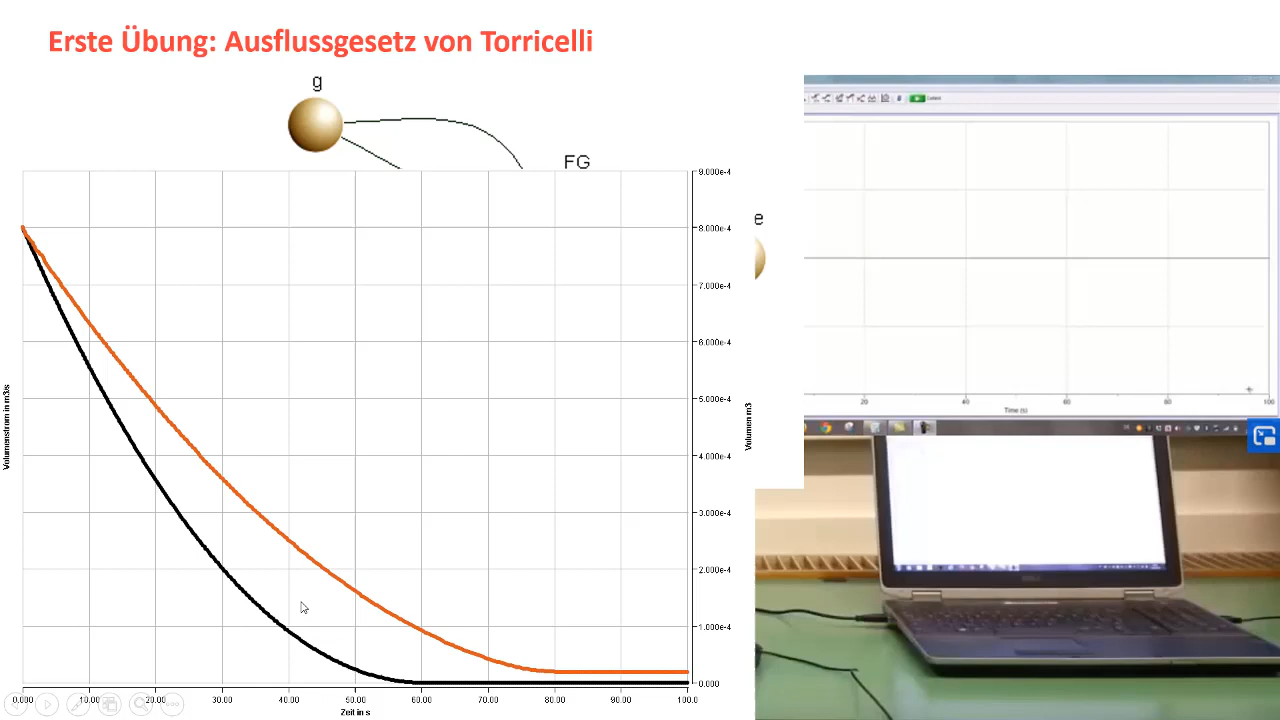 Erste Übung: Ausflussgesetz von Torricelli
g
FG
e
9.000e-4
8.000e-4
7.000e-4
6.000e-4
5.000e-4
4.000e-4
3.000e-4
2.000e-4
1.000e-4
0.000
Volumenstrom in m3/s
Volumen m3
0.000 10.00 20.00 30.00 40.00 50.00 60.00 70.00 80.00 90.00 100.0
Zeit in s
20 40 60 80 100
Time (s)
DELL